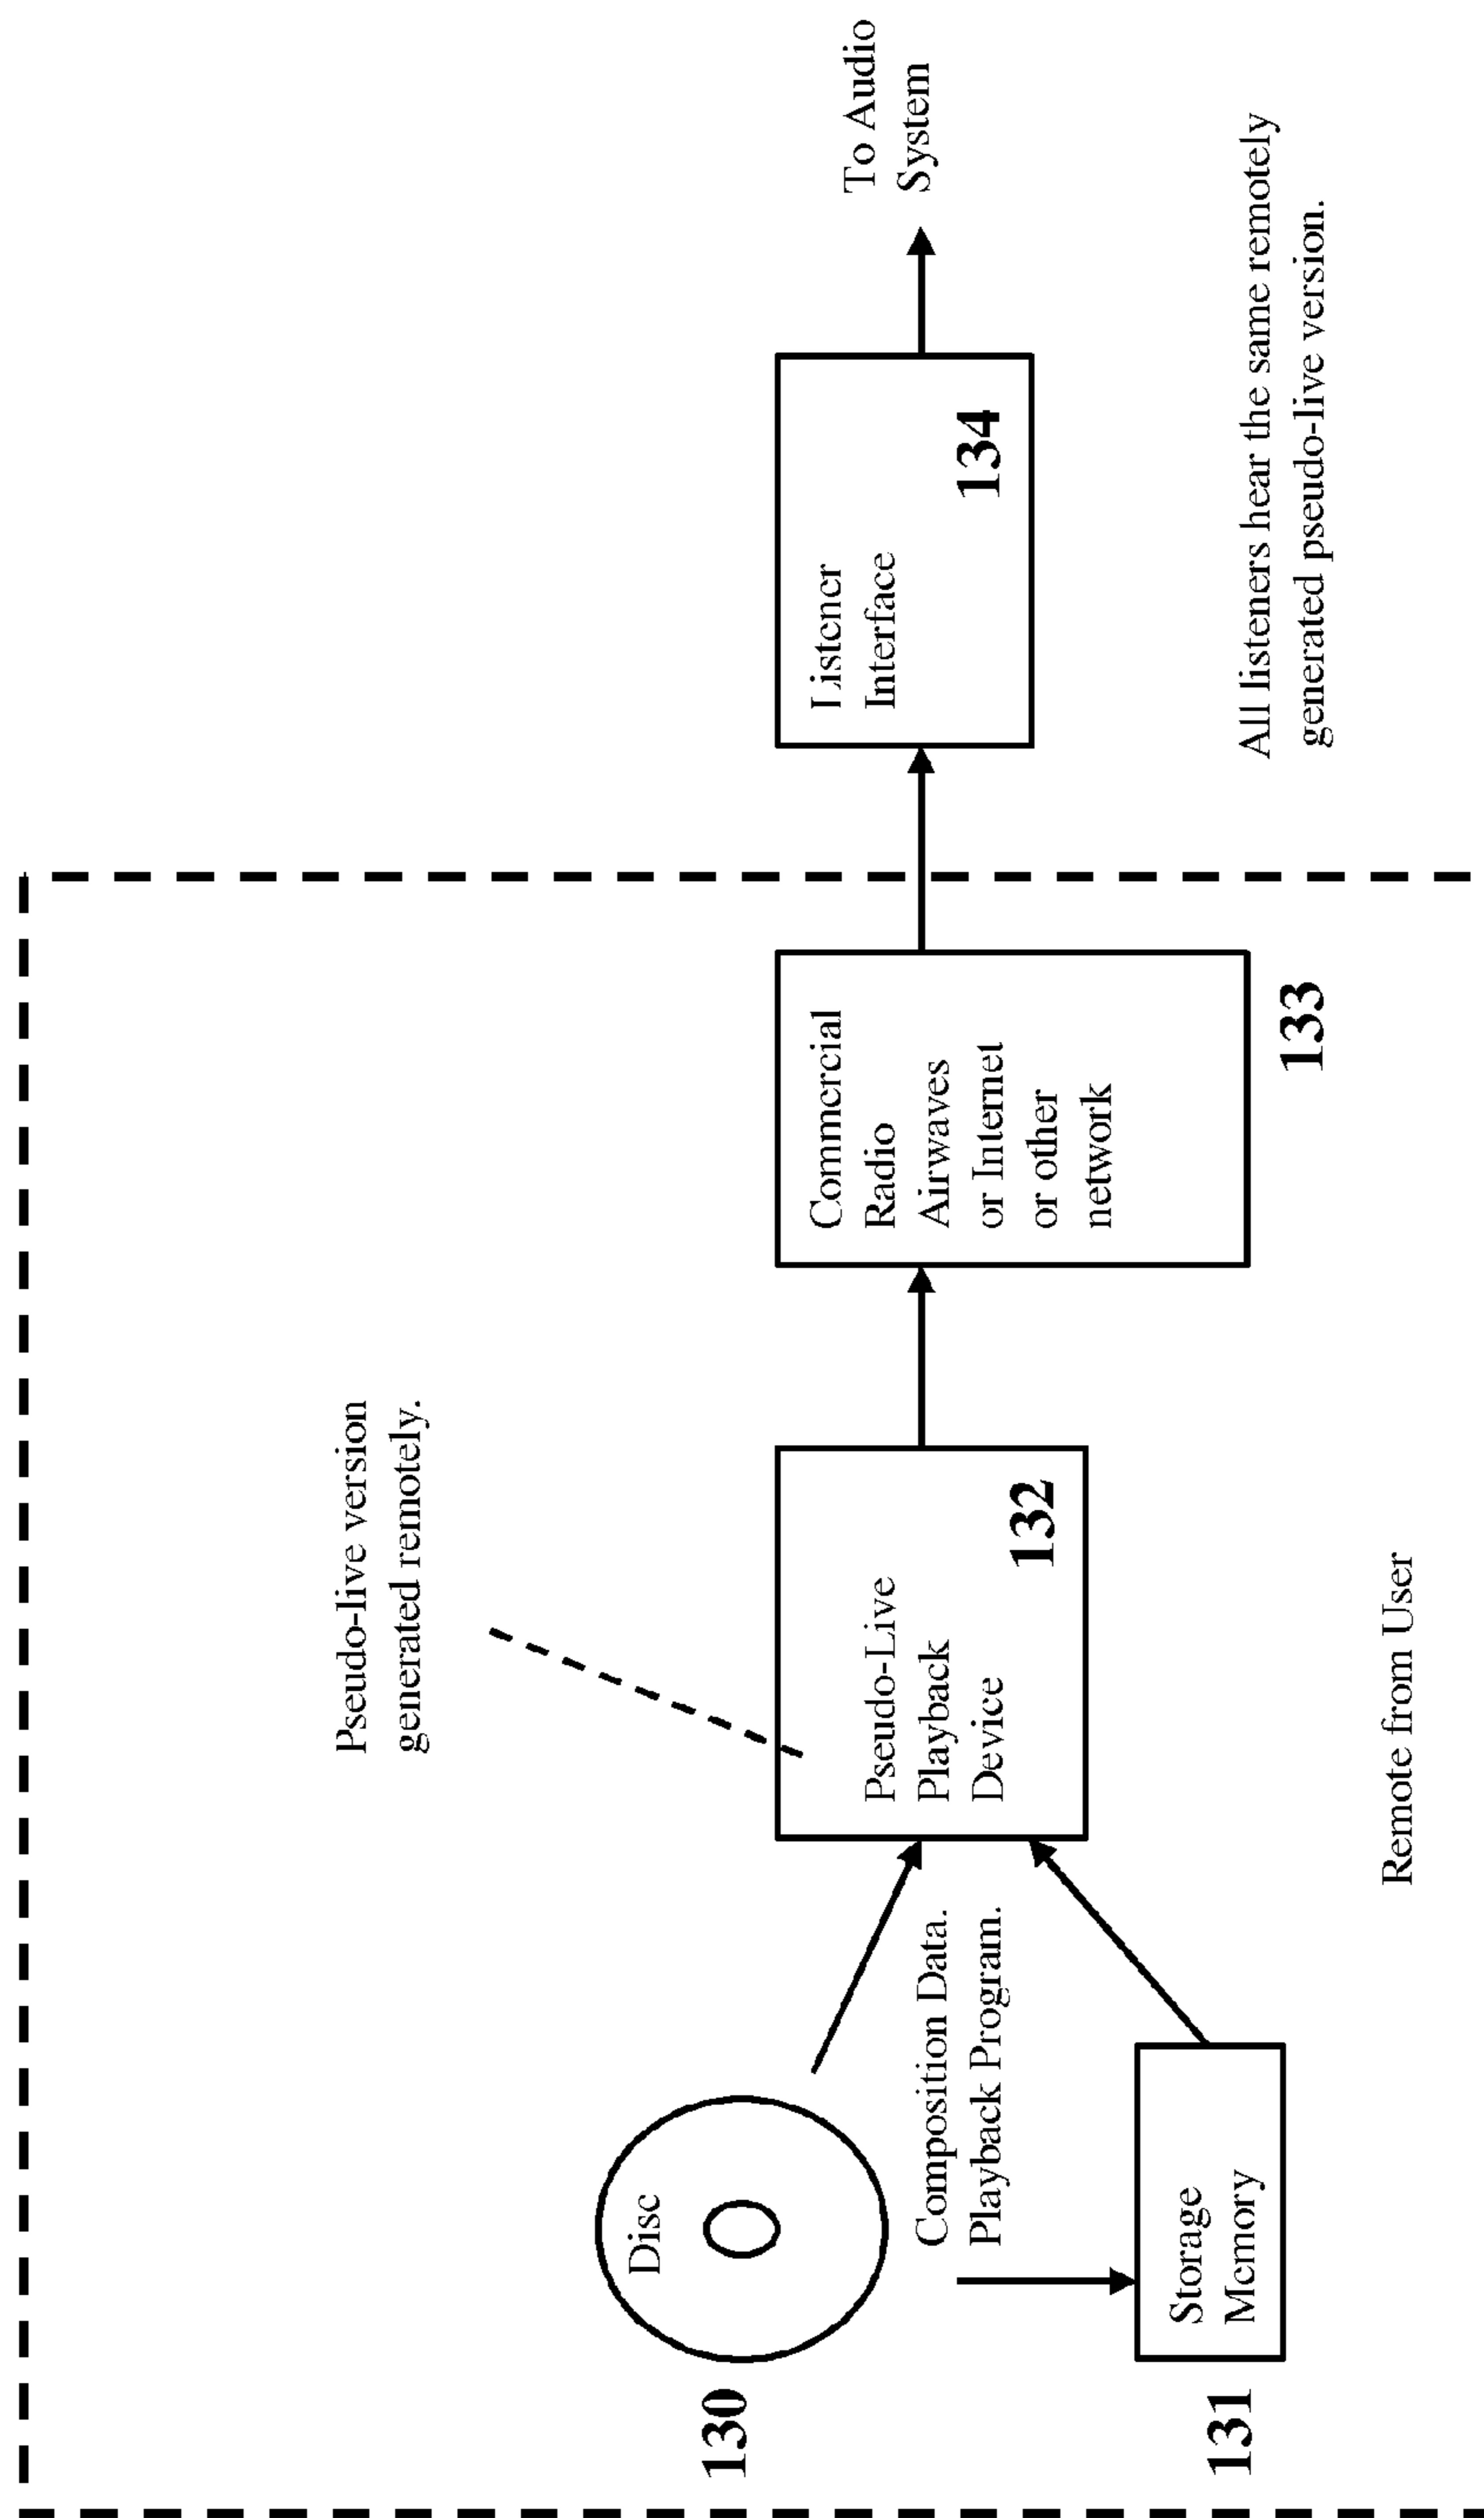 Pseudo-live version
generated remotely.
Disc
130
Composition Data.
Playback Program.
Storage
Memory
131
Pseudo-Live
Playback
Device
132
Commercial
Radio
Airwaves
or Internet
or other
network
133
Listener
Interface
134
To Audio
System
Remote from User
All listeners hear the same remotely
generated pseudo-live version.